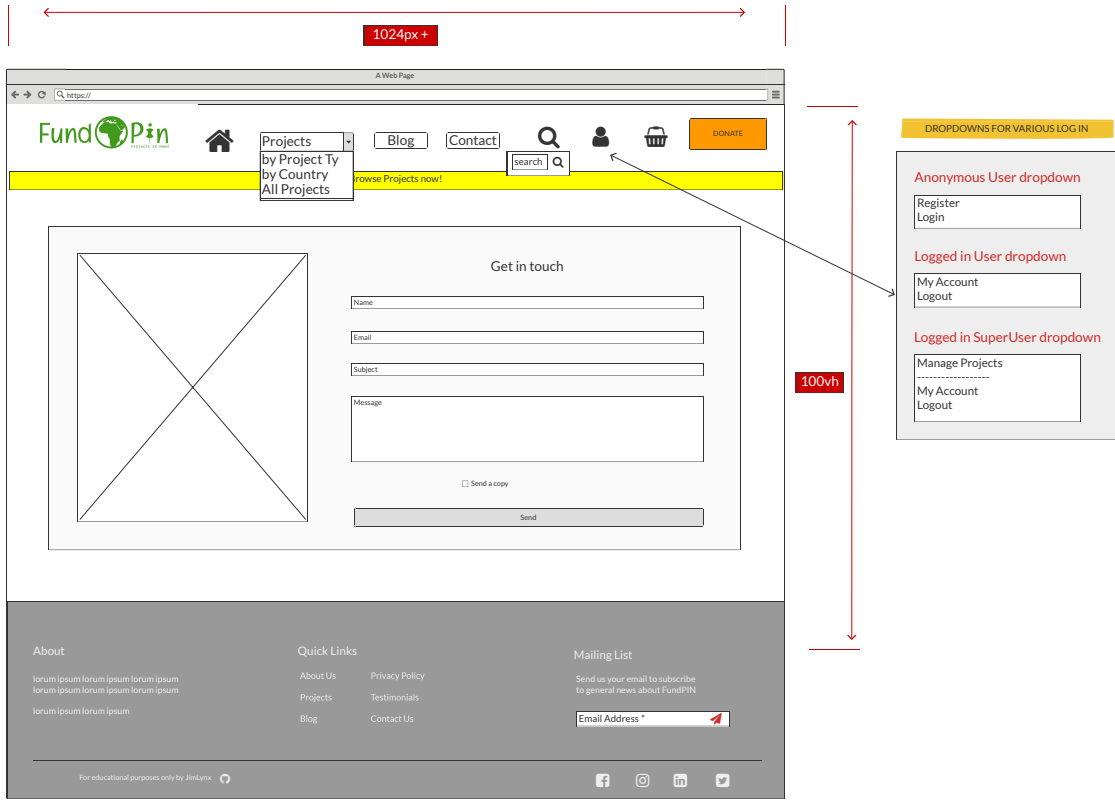 1024px +
A Web Page
https://
FundPin
Projects in need
Projects
Blog
Contact
DONATE
search
by Project Ty
by Country
All Projects
Browse Projects now!
Get in touch
Name
Email
Subject
Message
Send a copy
Send
100vh
DROPDOWNS FOR VARIOUS LOG IN
Anonymous User dropdown
Register
Login
Logged in User dropdown
My Account
Logout
Logged in SuperUser dropdown
Manage Projects
------------------
My Account
Logout
About
lorum ipsum lorum ipsum lorum ipsum
lorum ipsum lorum ipsum lorum ipsum
lorum ipsum lorum ipsum
Quick Links
About Us
Privacy Policy
Projects
Testimonials
Blog
Contact Us
Mailing List
Send us your email to subscribe
to general news about FundPIN
Email Address *
For educational purposes only by JimLynx